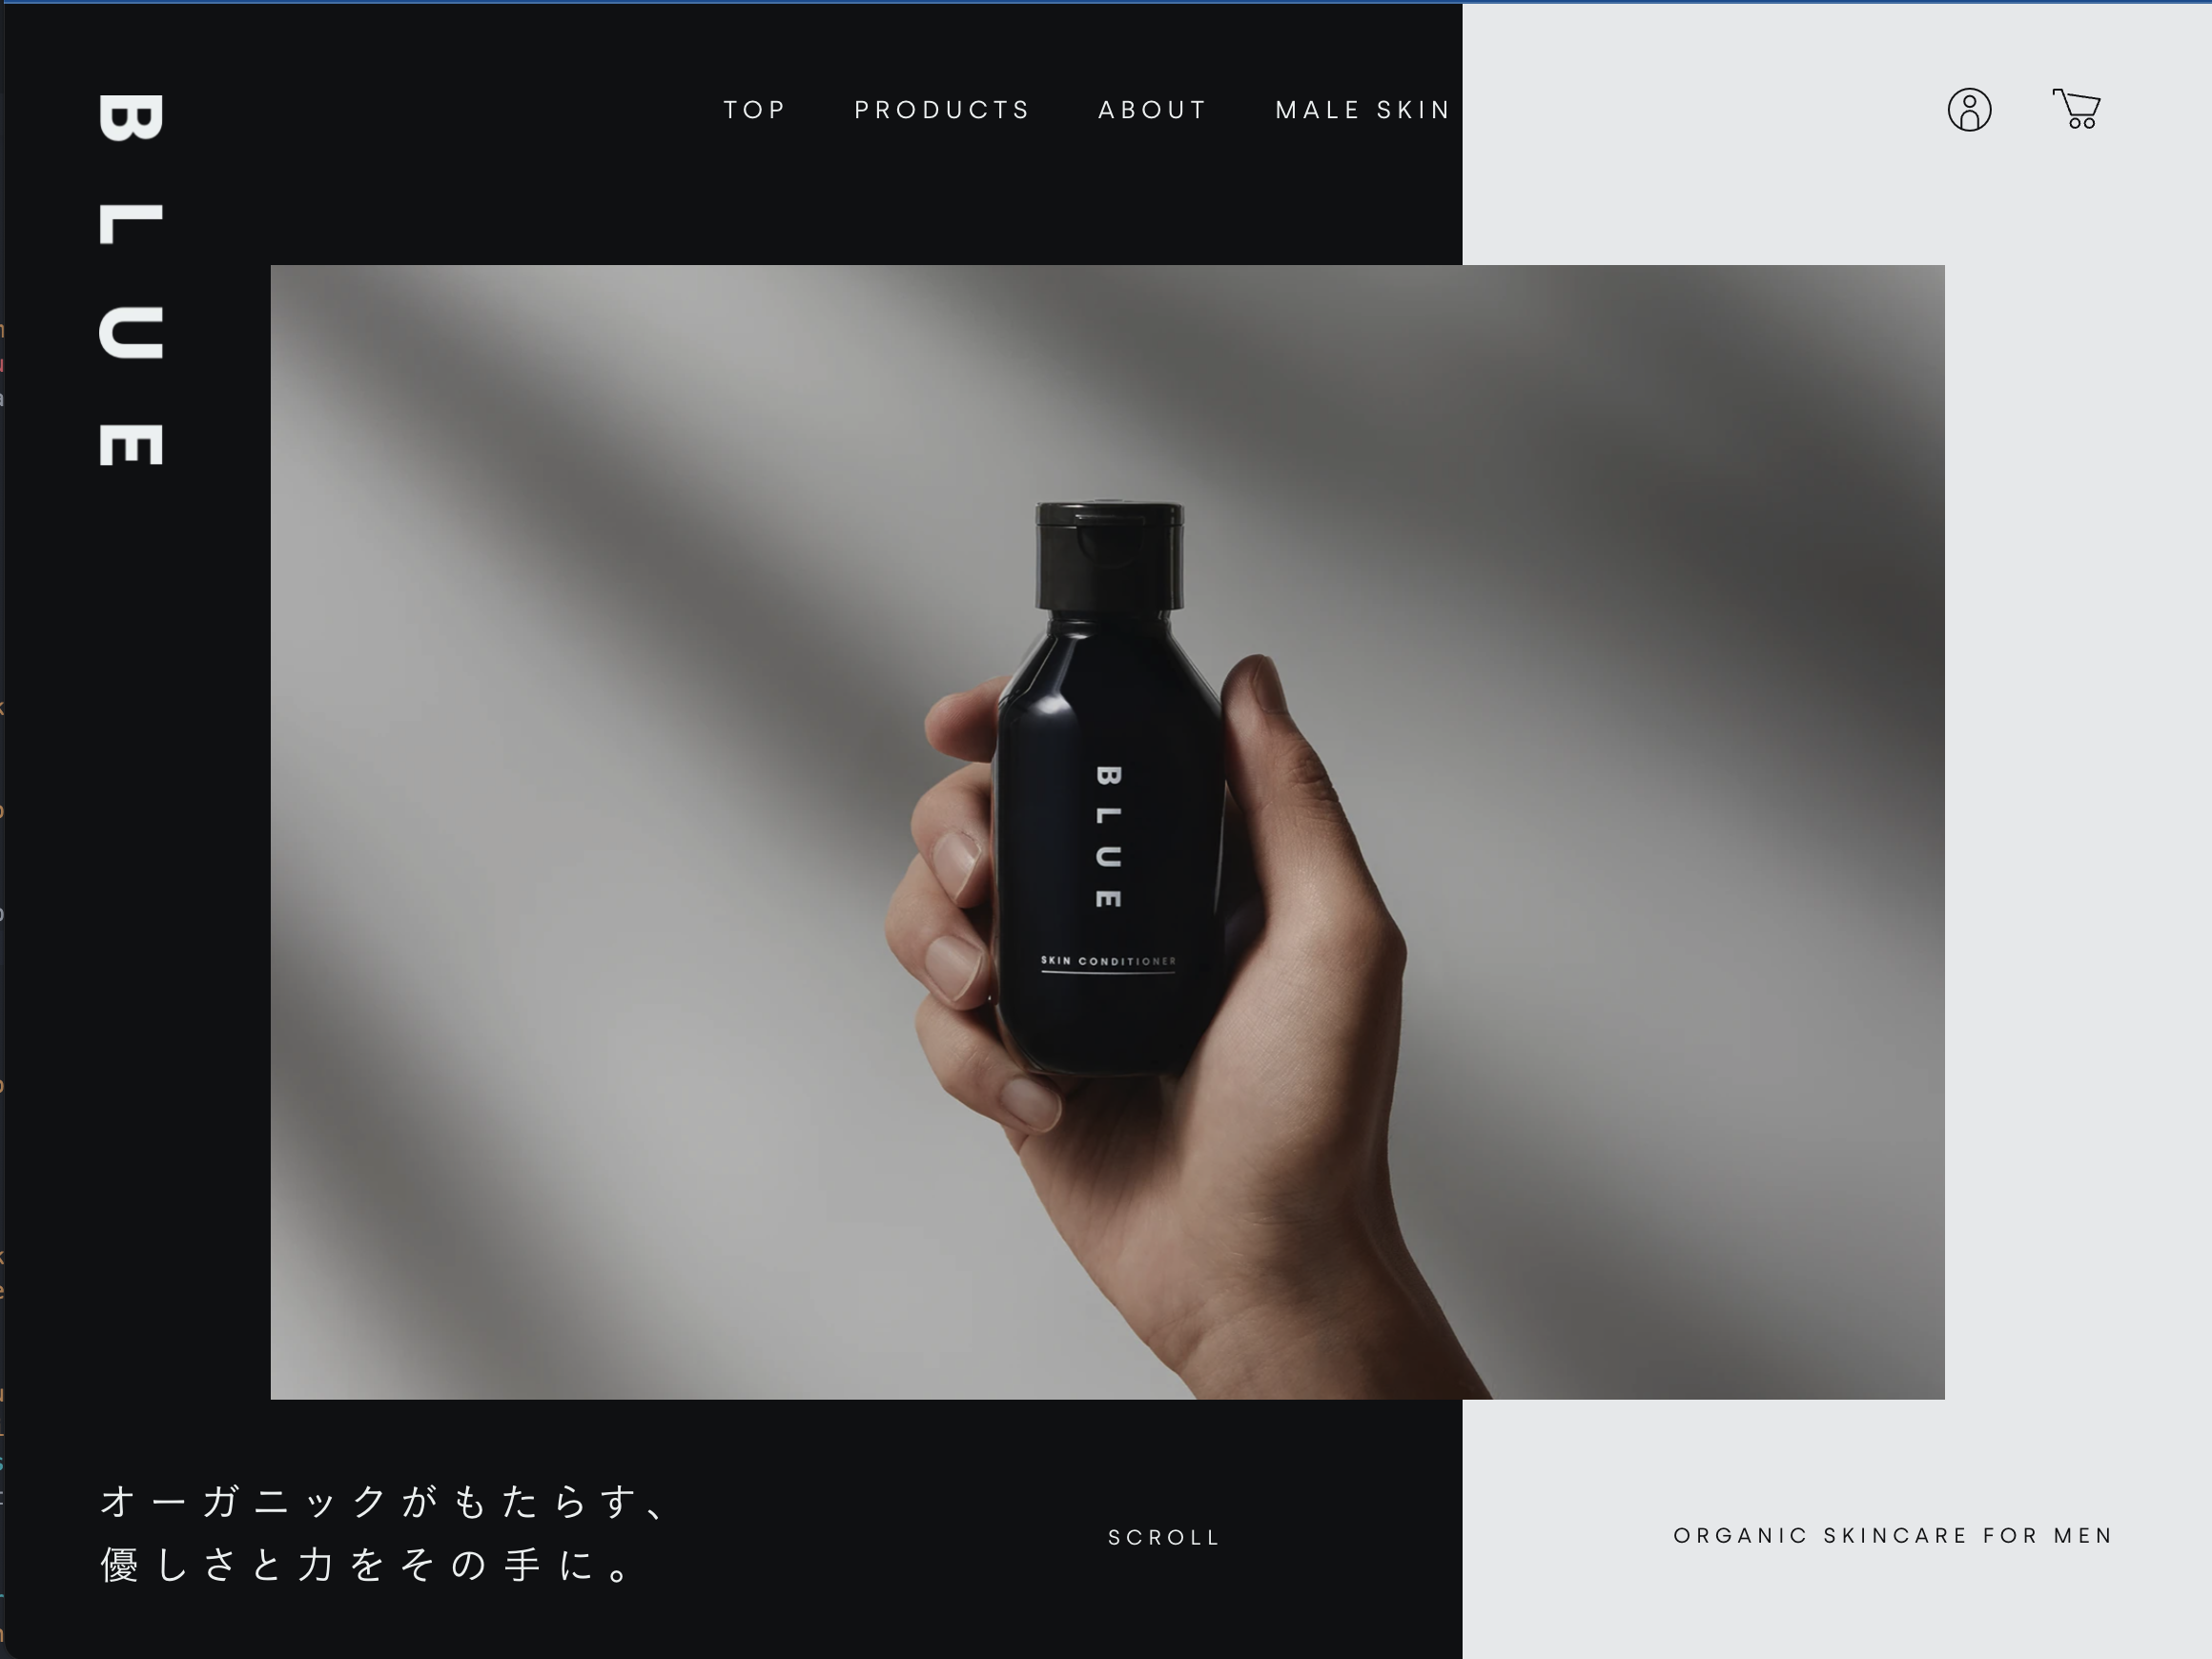 BLUE
TOP PRODUCTS ABOUT MALE SKIN
BLUE
SKIN CONDITIONER
オーガニックがもたらす、
優しさと力をその手に。
SCROLL
ORGANIC SKINCARE FOR MEN